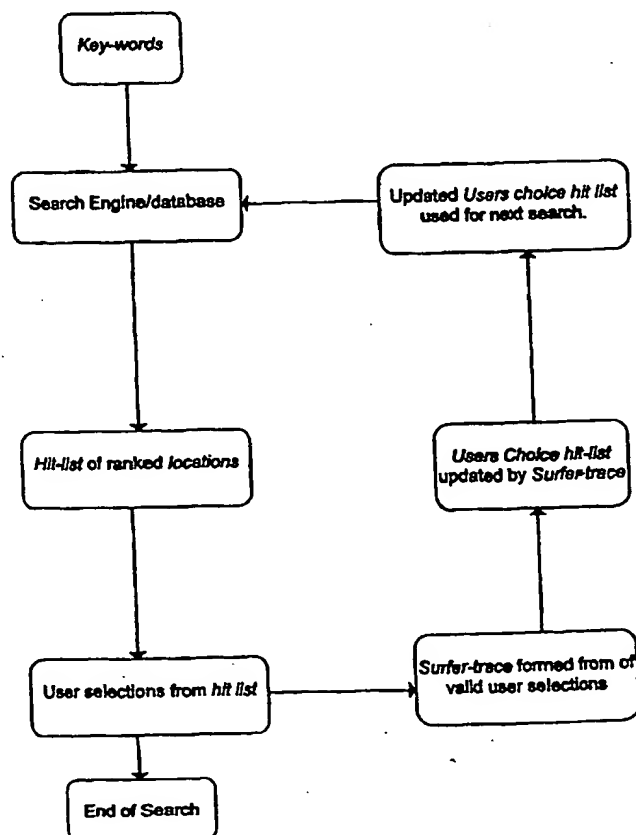 Key-words
Search Engine/database
Updated Users choice hit list
used for next search.
Hit-list of ranked locations
Users Choice hit-list
updated by Surfer-trace
User selections from hit list
Surfer-trace formed from of
valid user selections
End of Search